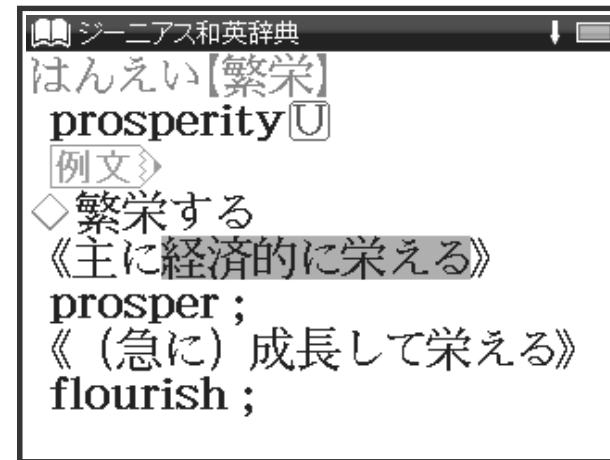 ジーニアス和英辞典
はんえい【繁栄】
prosperity Ⓤ
例文
◇繁栄する
《主に経済的に栄える》
prosper ;
《（急に）成長して栄える》
flourish ;